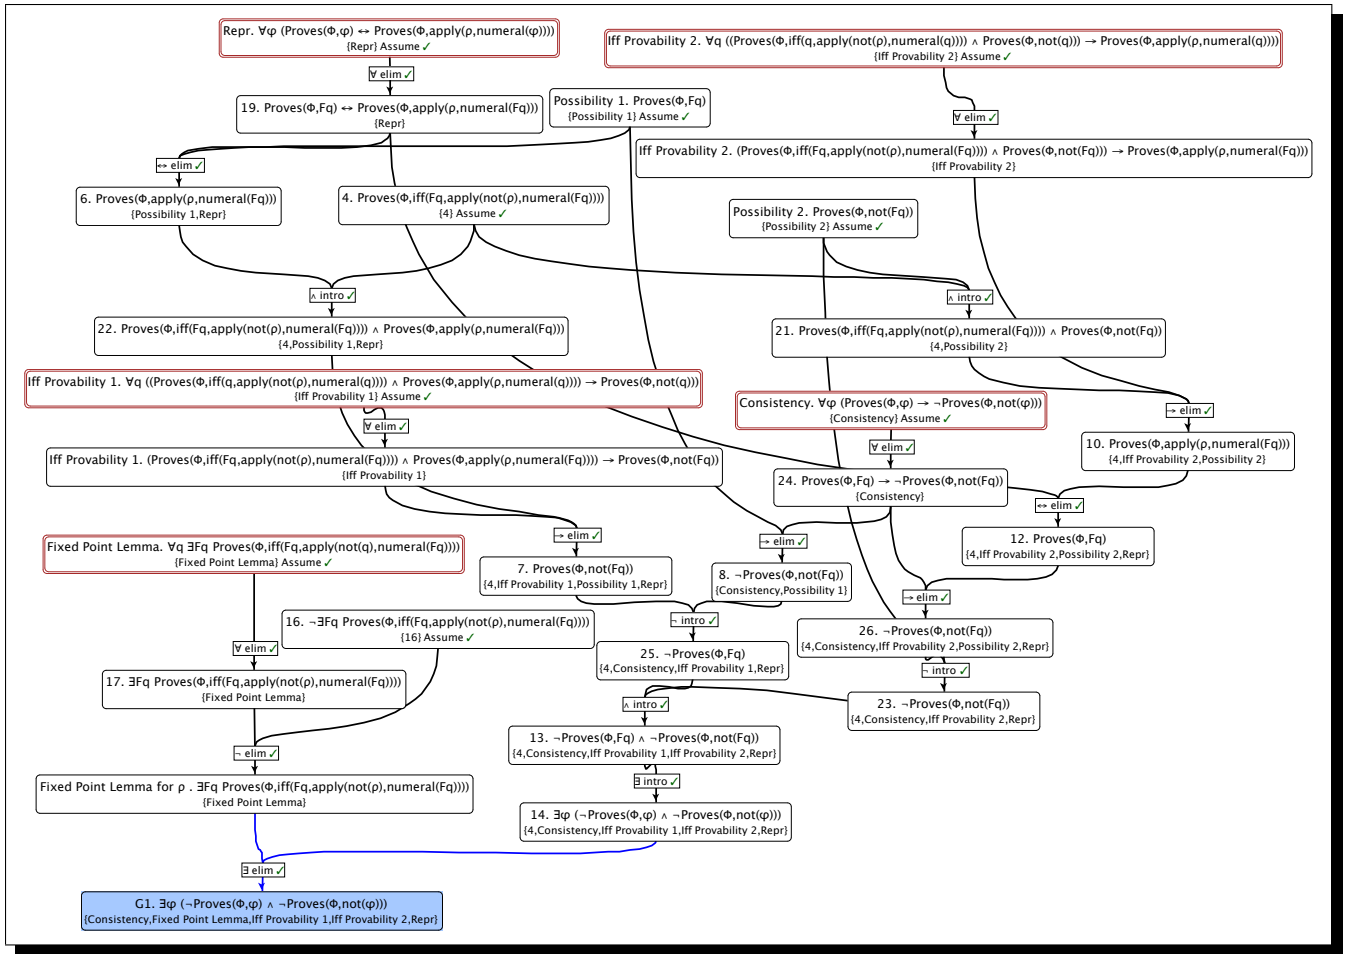 Repr. ∀φ (Proves(Φ,φ) ↔ Proves(Φ,apply(ρ,numeral(φ))))
{Repr} Assume ✓
Iff Provability 2. ∀q ((Proves(Φ,iff(q,apply(not(ρ),numeral(q)))) ∧ Proves(Φ,not(q))) → Proves(Φ,apply(ρ,numeral(q))))
{Iff Provability 2} Assume ✓
∀ elim ✓
19. Proves(Φ,Fq) ↔ Proves(Φ,apply(ρ,numeral(Fq)))
{Repr}
Possibility 1. Proves(Φ,Fq)
{Possibility 1} Assume ✓
∀ elim ✓
Iff Provability 2. (Proves(Φ,iff(Fq,apply(not(ρ),numeral(Fq)))) ∧ Proves(Φ,not(Fq))) → Proves(Φ,apply(ρ,numeral(Fq)))
{Iff Provability 2}
↔ elim ✓
6. Proves(Φ,apply(ρ,numeral(Fq)))
{Possibility 1,Repr}
4. Proves(Φ,iff(Fq,apply(not(ρ),numeral(Fq))))
{4} Assume ✓
Possibility 2. Proves(Φ,not(Fq))
{Possibility 2} Assume ✓
∧ intro ✓
∧ intro ✓
22. Proves(Φ,iff(Fq,apply(not(ρ),numeral(Fq)))) ∧ Proves(Φ,apply(ρ,numeral(Fq)))
{4,Possibility 1,Repr}
21. Proves(Φ,iff(Fq,apply(not(ρ),numeral(Fq)))) ∧ Proves(Φ,not(Fq))
{4,Possibility 2}
Iff Provability 1. ∀q ((Proves(Φ,iff(q,apply(not(ρ),numeral(q)))) ∧ Proves(Φ,apply(ρ,numeral(q)))) → Proves(Φ,not(q)))
{Iff Provability 1} Assume ✓
Consistency. ∀φ (Proves(Φ,φ) → ¬Proves(Φ,not(φ)))
{Consistency} Assume ✓
→ elim ✓
∀ elim ✓
∀ elim ✓
10. Proves(Φ,apply(ρ,numeral(Fq)))
{4,Iff Provability 2,Possibility 2}
Iff Provability 1. (Proves(Φ,iff(Fq,apply(not(ρ),numeral(Fq)))) ∧ Proves(Φ,apply(ρ,numeral(Fq)))) → Proves(Φ,not(Fq))
{Iff Provability 1}
24. Proves(Φ,Fq) → ¬Proves(Φ,not(Fq))
{Consistency}
↔ elim ✓
→ elim ✓
→ elim ✓
12. Proves(Φ,Fq)
{4,Iff Provability 2,Possibility 2,Repr}
Fixed Point Lemma. ∀q ∃Fq Proves(Φ,iff(Fq,apply(not(q),numeral(Fq))))
{Fixed Point Lemma} Assume ✓
7. Proves(Φ,not(Fq))
{4,Iff Provability 1,Possibility 1,Repr}
8. ¬Proves(Φ,not(Fq))
{Consistency,Possibility 1}
→ elim ✓
16. ¬∃Fq Proves(Φ,iff(Fq,apply(not(ρ),numeral(Fq))))
{16} Assume ✓
¬ intro ✓
26. ¬Proves(Φ,not(Fq))
{4,Consistency,Iff Provability 2,Possibility 2,Repr}
∀ elim ✓
25. ¬Proves(Φ,Fq)
{4,Consistency,Iff Provability 1,Repr}
¬ intro ✓
17. ∃Fq Proves(Φ,iff(Fq,apply(not(ρ),numeral(Fq))))
{Fixed Point Lemma}
∧ intro ✓
23. ¬Proves(Φ,not(Fq))
{4,Consistency,Iff Provability 2,Repr}
¬ elim ✓
13. ¬Proves(Φ,Fq) ∧ ¬Proves(Φ,not(Fq))
{4,Consistency,Iff Provability 1,Iff Provability 2,Repr}
∃ intro ✓
Fixed Point Lemma for ρ . ∃Fq Proves(Φ,iff(Fq,apply(not(ρ),numeral(Fq))))
{Fixed Point Lemma}
14. ∃φ (¬Proves(Φ,φ) ∧ ¬Proves(Φ,not(φ)))
{4,Consistency,Iff Provability 1,Iff Provability 2,Repr}
∃ elim ✓
G1. ∃φ (¬Proves(Φ,φ) ∧ ¬Proves(Φ,not(φ)))
{Consistency,Fixed Point Lemma,Iff Provability 1,Iff Provability 2,Repr}